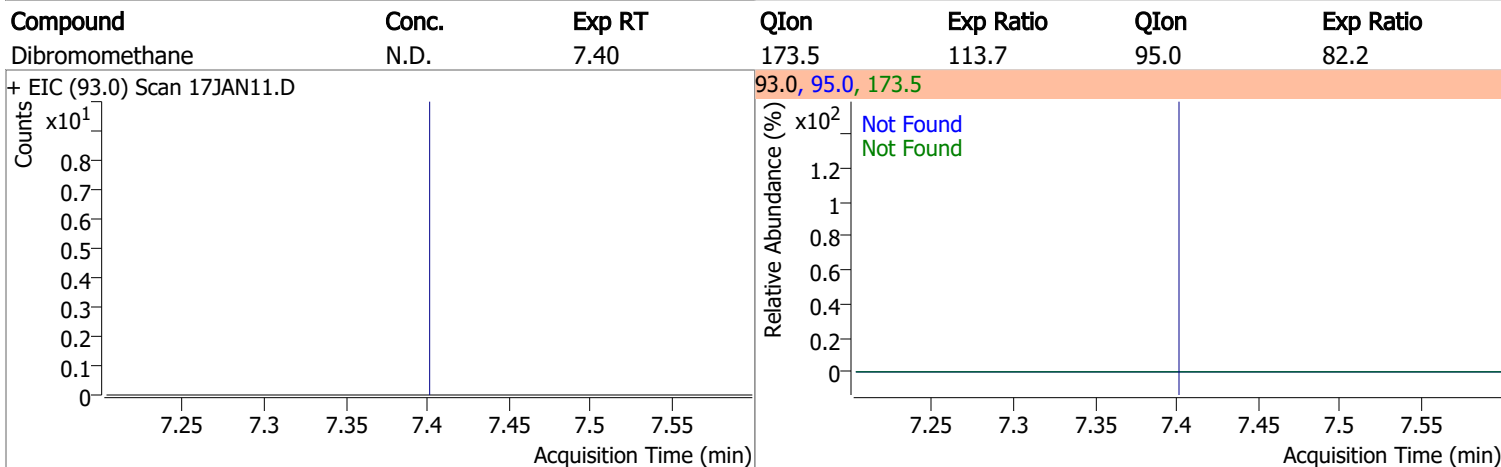 Compound Conc. Exp RT QIon Exp Ratio QIon Exp Ratio
Dibromomethane N.D. 7.40 173.5 113.7 95.0 82.2
+ EIC (93.0) Scan 17JAN11.D
Counts
x10¹
0.8
0.7
0.6
0.5
0.4
0.3
0.2
0.1
0
7.25 7.3 7.35 7.4 7.45 7.5 7.55
Acquisition Time (min)
93.0, 95.0, 173.5
Relative Abundance (%)
x10²
Not Found
Not Found
1.2
1
0.8
0.6
0.4
0.2
0
7.25 7.3 7.35 7.4 7.45 7.5 7.55
Acquisition Time (min)